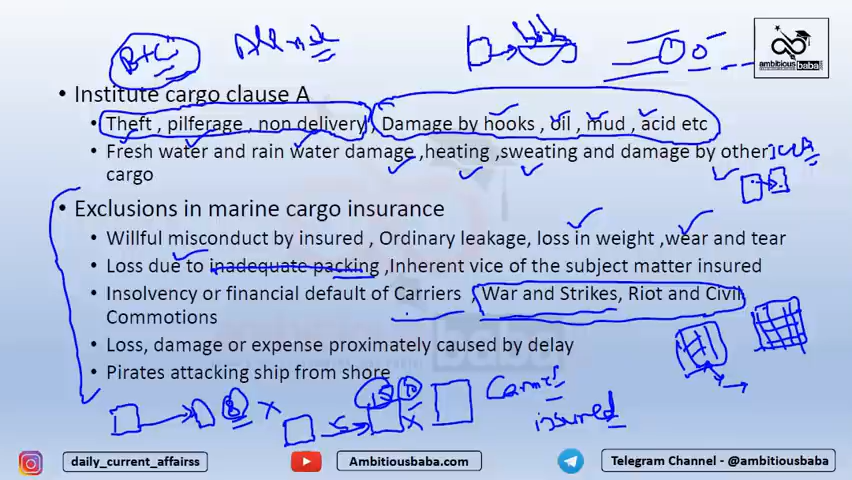 B+C
All risk
ambitiousbaba
• Institute cargo clause A
• Theft , pilferage , non delivery, Damage by hooks , oil , mud , acid etc
• Fresh water and rain water damage ,heating ,sweating and damage by other
cargo
• Exclusions in marine cargo insurance
• Willful misconduct by insured , Ordinary leakage, loss in weight ,wear and tear
• Loss due to inadequate packing ,Inherent vice of the subject matter insured
• Insolvency or financial default of Carriers , War and Strikes, Riot and Civil
Commotions
• Loss, damage or expense proximately caused by delay
• Pirates attacking ship from shore
insured
daily_current_affairss
Ambitiousbaba.com
Telegram Channel - @ambitiousbaba